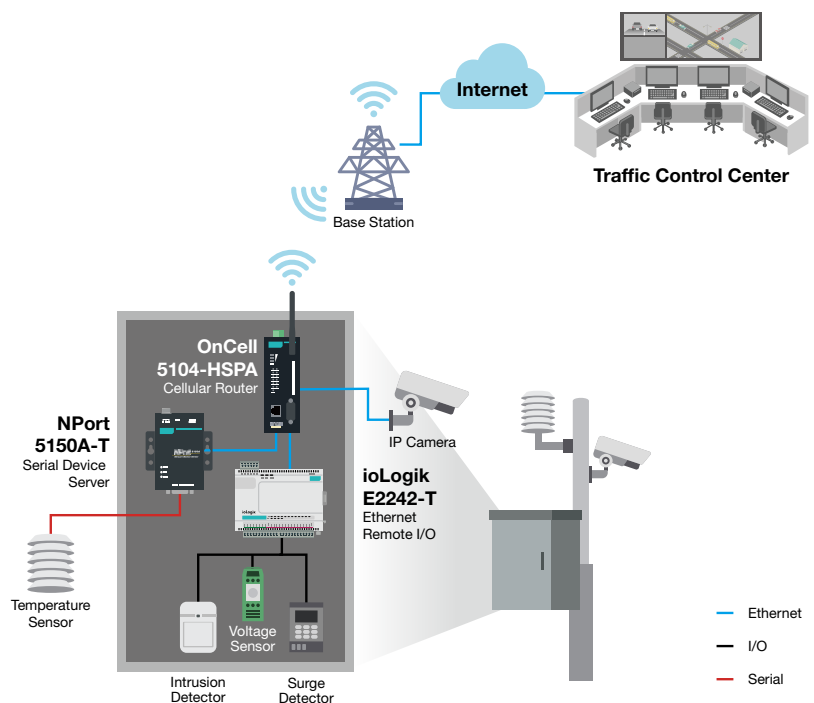 Internet
Traffic Control Center
Base Station
OnCell
5104-HSPA
Cellular Router
NPort
5150A-T
Serial Device
Server
IP Camera
ioLogik
E2242-T
Ethernet
Remote I/O
ioLogik
Temperature
Sensor
Voltage
Sensor
Intrusion
Detector
Surge
Detector
Ethernet
I/O
Serial